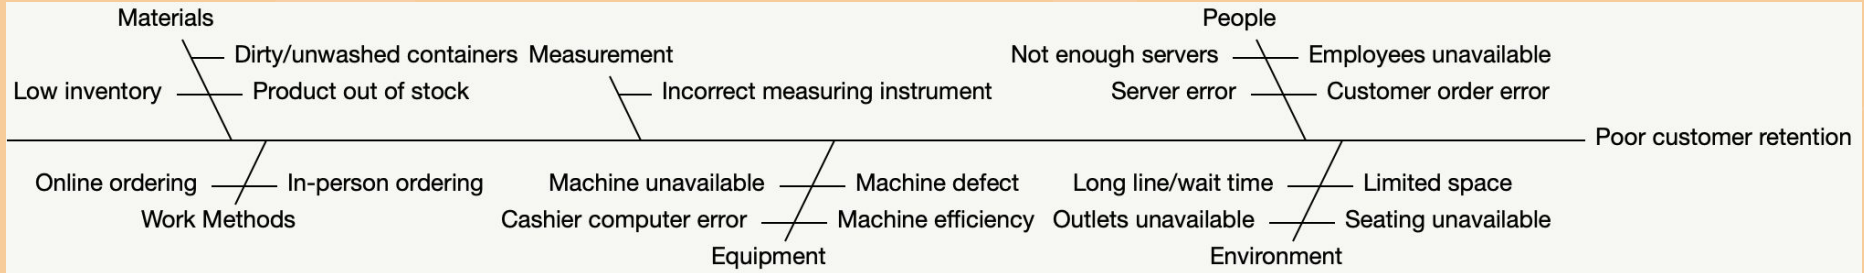 Materials
Dirty/unwashed containers
Low inventory
Product out of stock
Measurement
Incorrect measuring instrument
People
Not enough servers
Employees unavailable
Server error
Customer order error
Poor customer retention
Online ordering
In-person ordering
Work Methods
Machine unavailable
Machine defect
Cashier computer error
Machine efficiency
Equipment
Long line/wait time
Limited space
Outlets unavailable
Seating unavailable
Environment